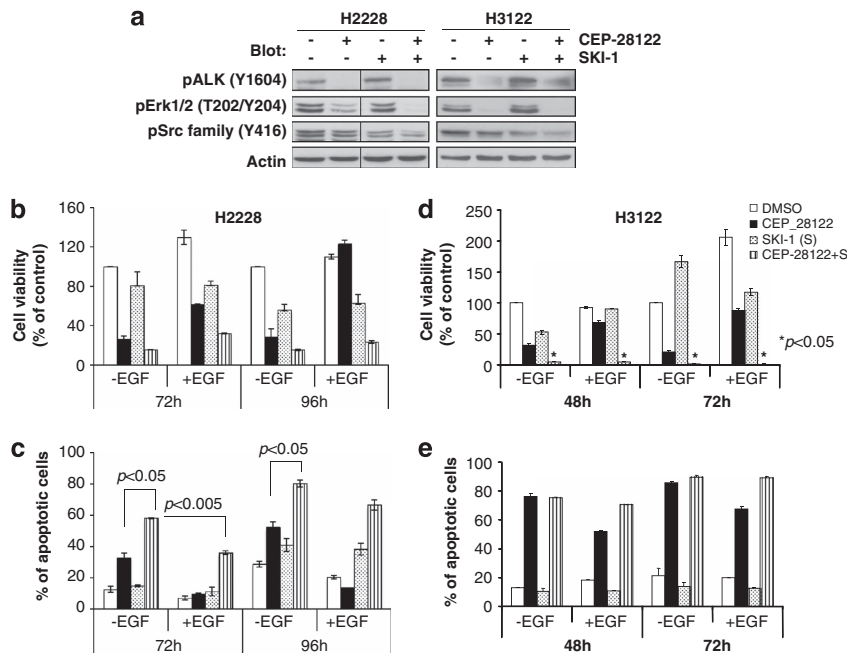 a
H2228 H3122
Blot:
- + - + - + - + CEP-28122
- - + + - - + + SKI-1
pALK (Y1604)
pErk1/2 (T202/Y204)
pSrc family (Y416)
Actin
b
H2228
Cell viability
(% of control)
160
120
80
40
0
-EGF +EGF -EGF +EGF
72h 96h
d
H3122
Cell viability
(% of control)
250
200
150
100
50
0
* * * *
-EGF +EGF -EGF +EGF
48h 72h
DMSO
CEP_28122
SKI-1 (S)
CEP-28122+S
*p<0.05
c
% of apoptotic cells
100
80
60
40
20
0
p<0.05
p<0.005
p<0.05
-EGF +EGF -EGF +EGF
72h 96h
e
% of apoptotic cells
100
80
60
40
20
0
-EGF +EGF -EGF +EGF
48h 72h